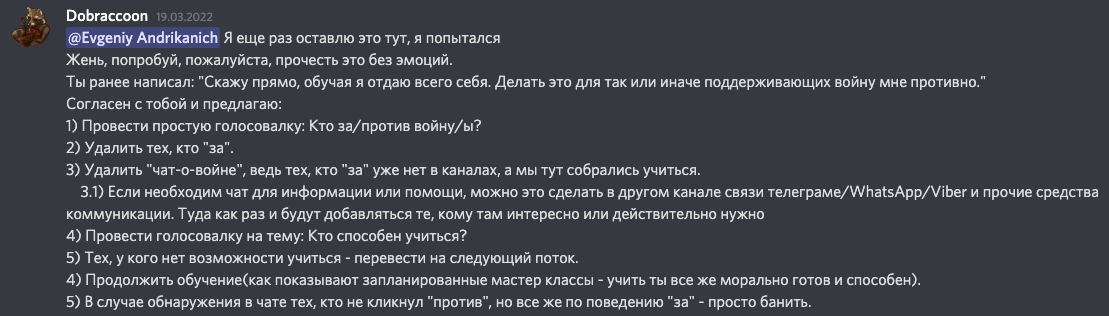 Dobraccoon 19.03.2022
@Evgeniy Andrikanich Я еще раз оставлю это тут, я попытался
Жень, попробуй, пожалуйста, прочесть это без эмоций.
Ты ранее написал: "Скажу прямо, обучая я отдаю всего себя. Делать это для так или иначе поддерживающих войну мне противно."
Согласен с тобой и предлагаю:
1) Провести простую голосовалку: Кто за/против войну/ы?
2) Удалить тех, кто "за".
3) Удалить "чат-о-войне", ведь тех, кто "за" уже нет в каналах, а мы тут собрались учиться.
3.1) Если необходим чат для информации или помощи, можно это сделать в другом канале связи телеграме/WhatsApp/Viber и прочие средства
коммуникации. Туда как раз и будут добавляться те, кому там интересно или действительно нужно
4) Провести голосовалку на тему: Кто способен учиться?
5) Тех, у кого нет возможности учиться - перевести на следующий поток.
4) Продолжить обучение(как показывают запланированные мастер классы - учить ты все же морально готов и способен).
5) В случае обнаружения в чате тех, кто не кликнул "против", но все же по поведению "за" - просто банить.